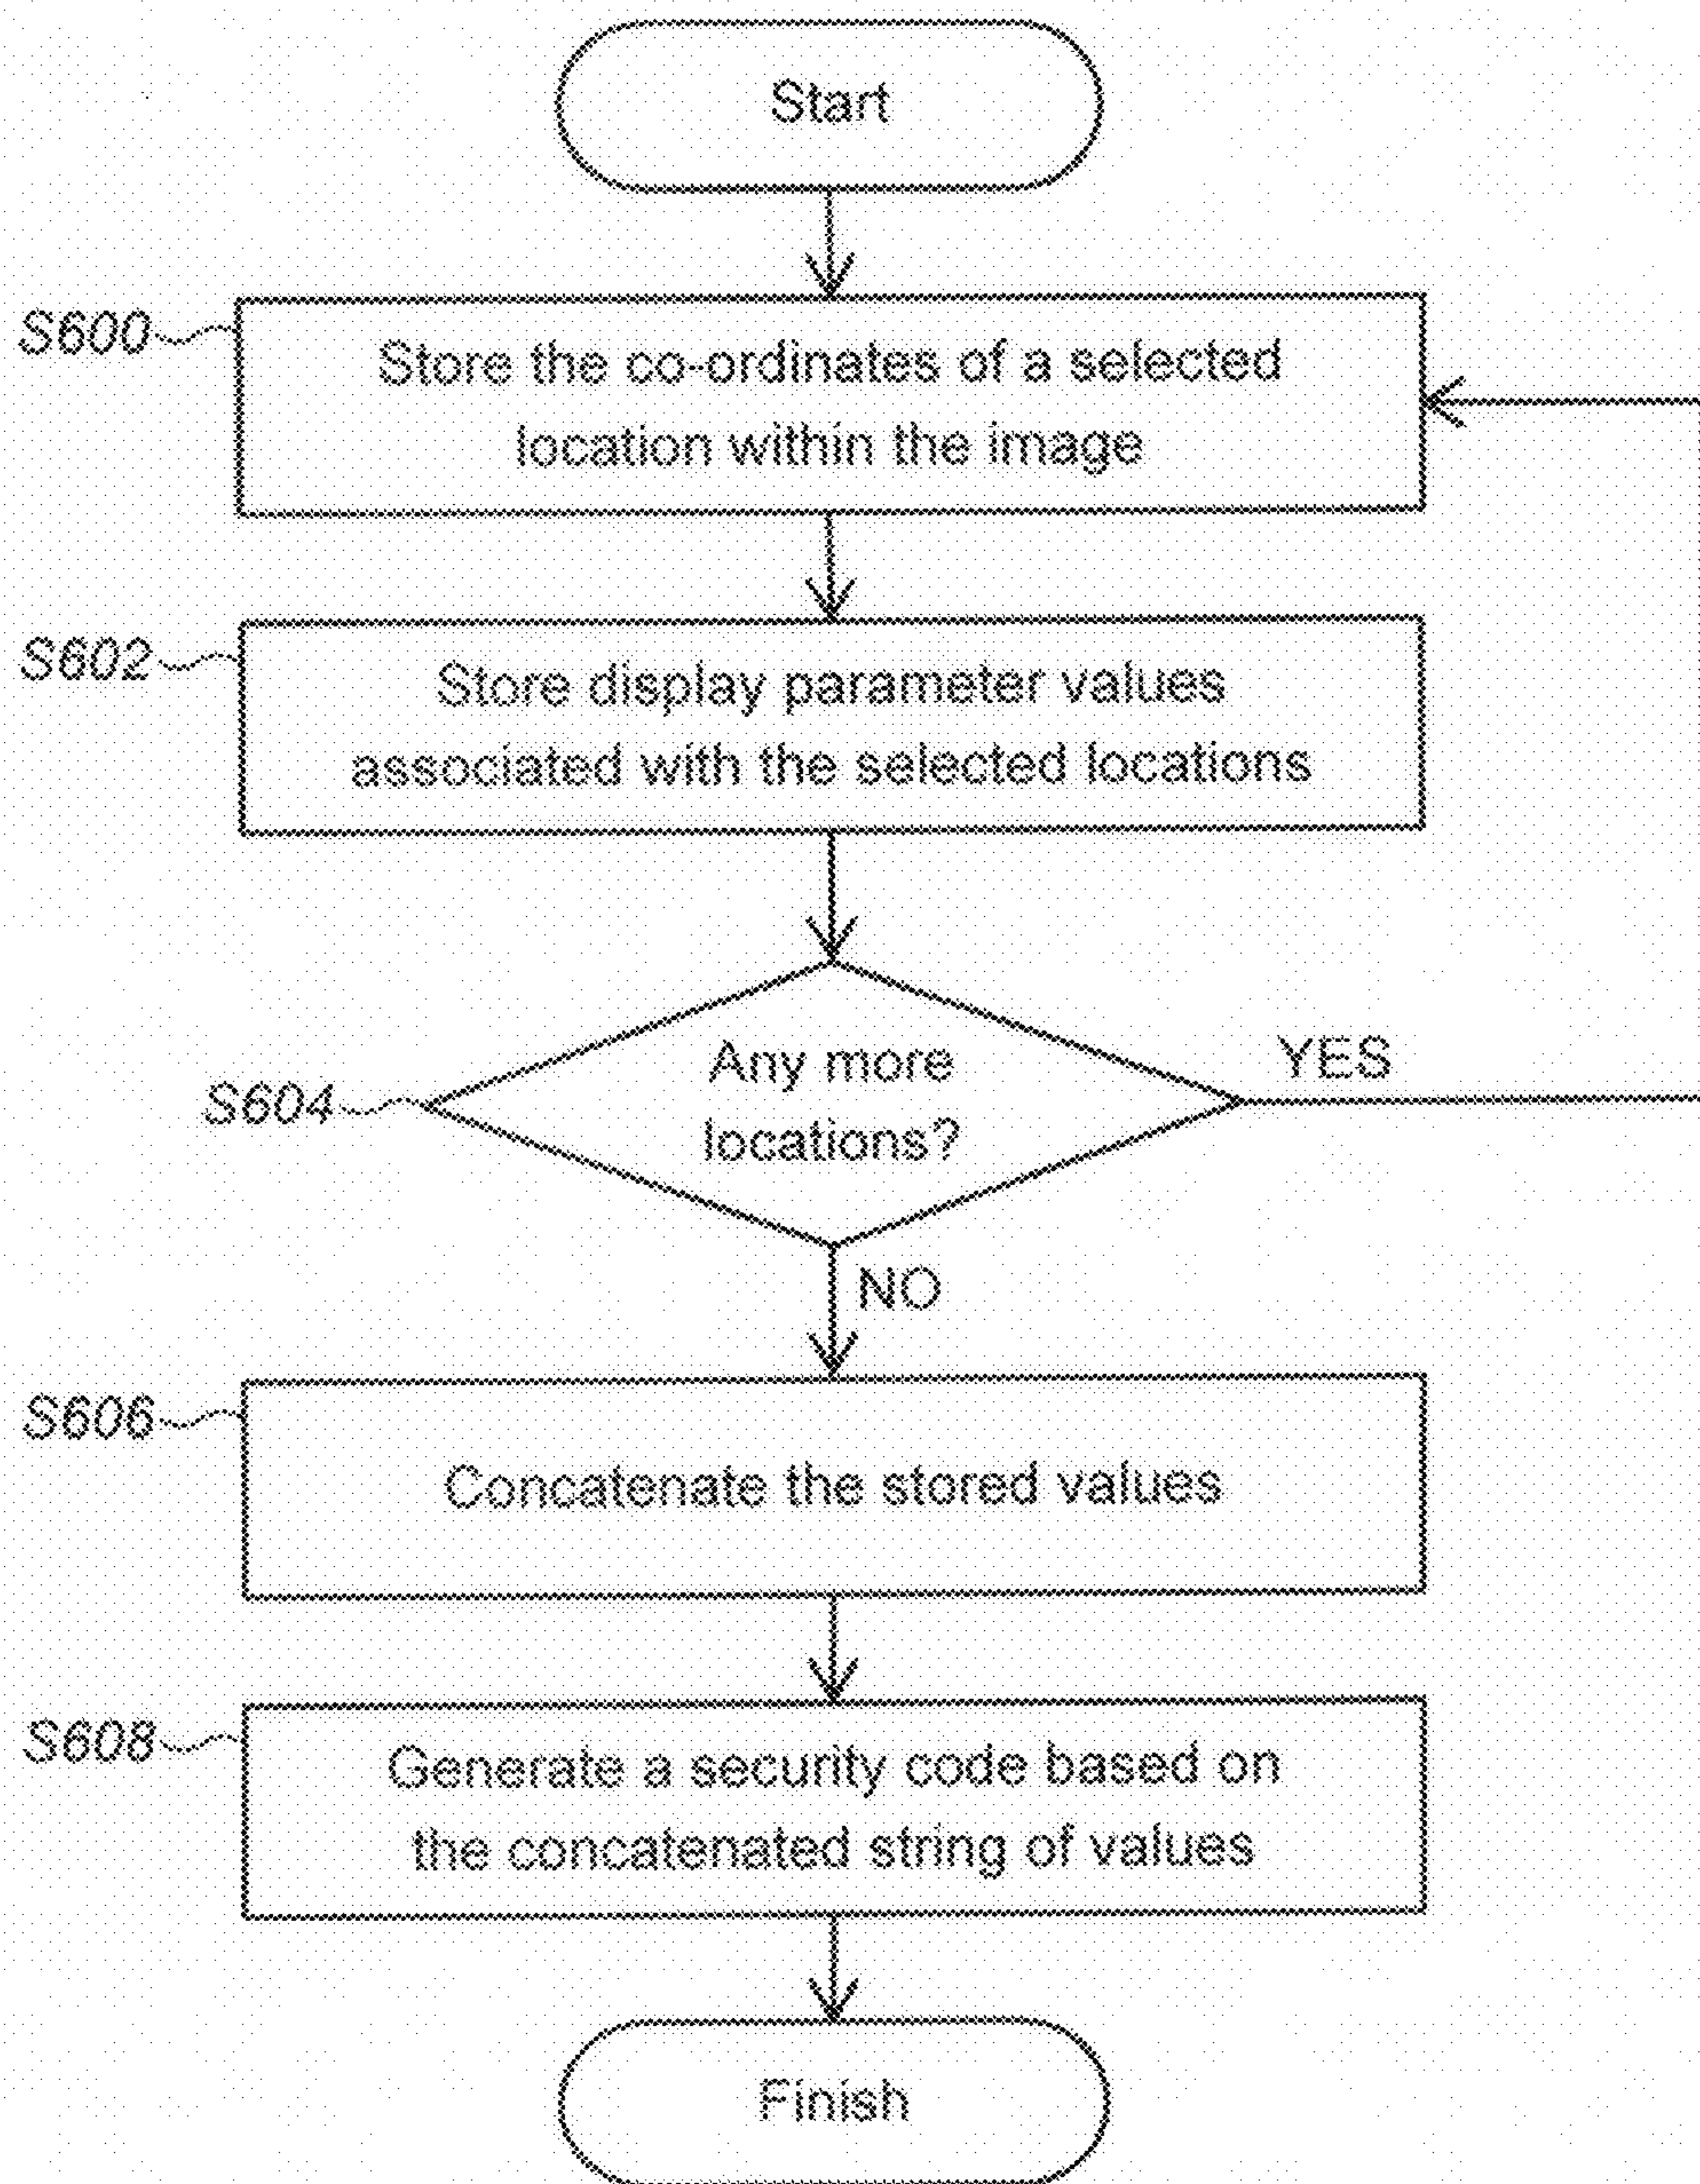 Start
S600
Store the co-ordinates of a selected
location within the image
S602
Store display parameter values
associated with the selected locations
S604
Any more
locations?
YES
NO
S606
Concatenate the stored values
S608
Generate a security code based on
the concatenated string of values
Finish